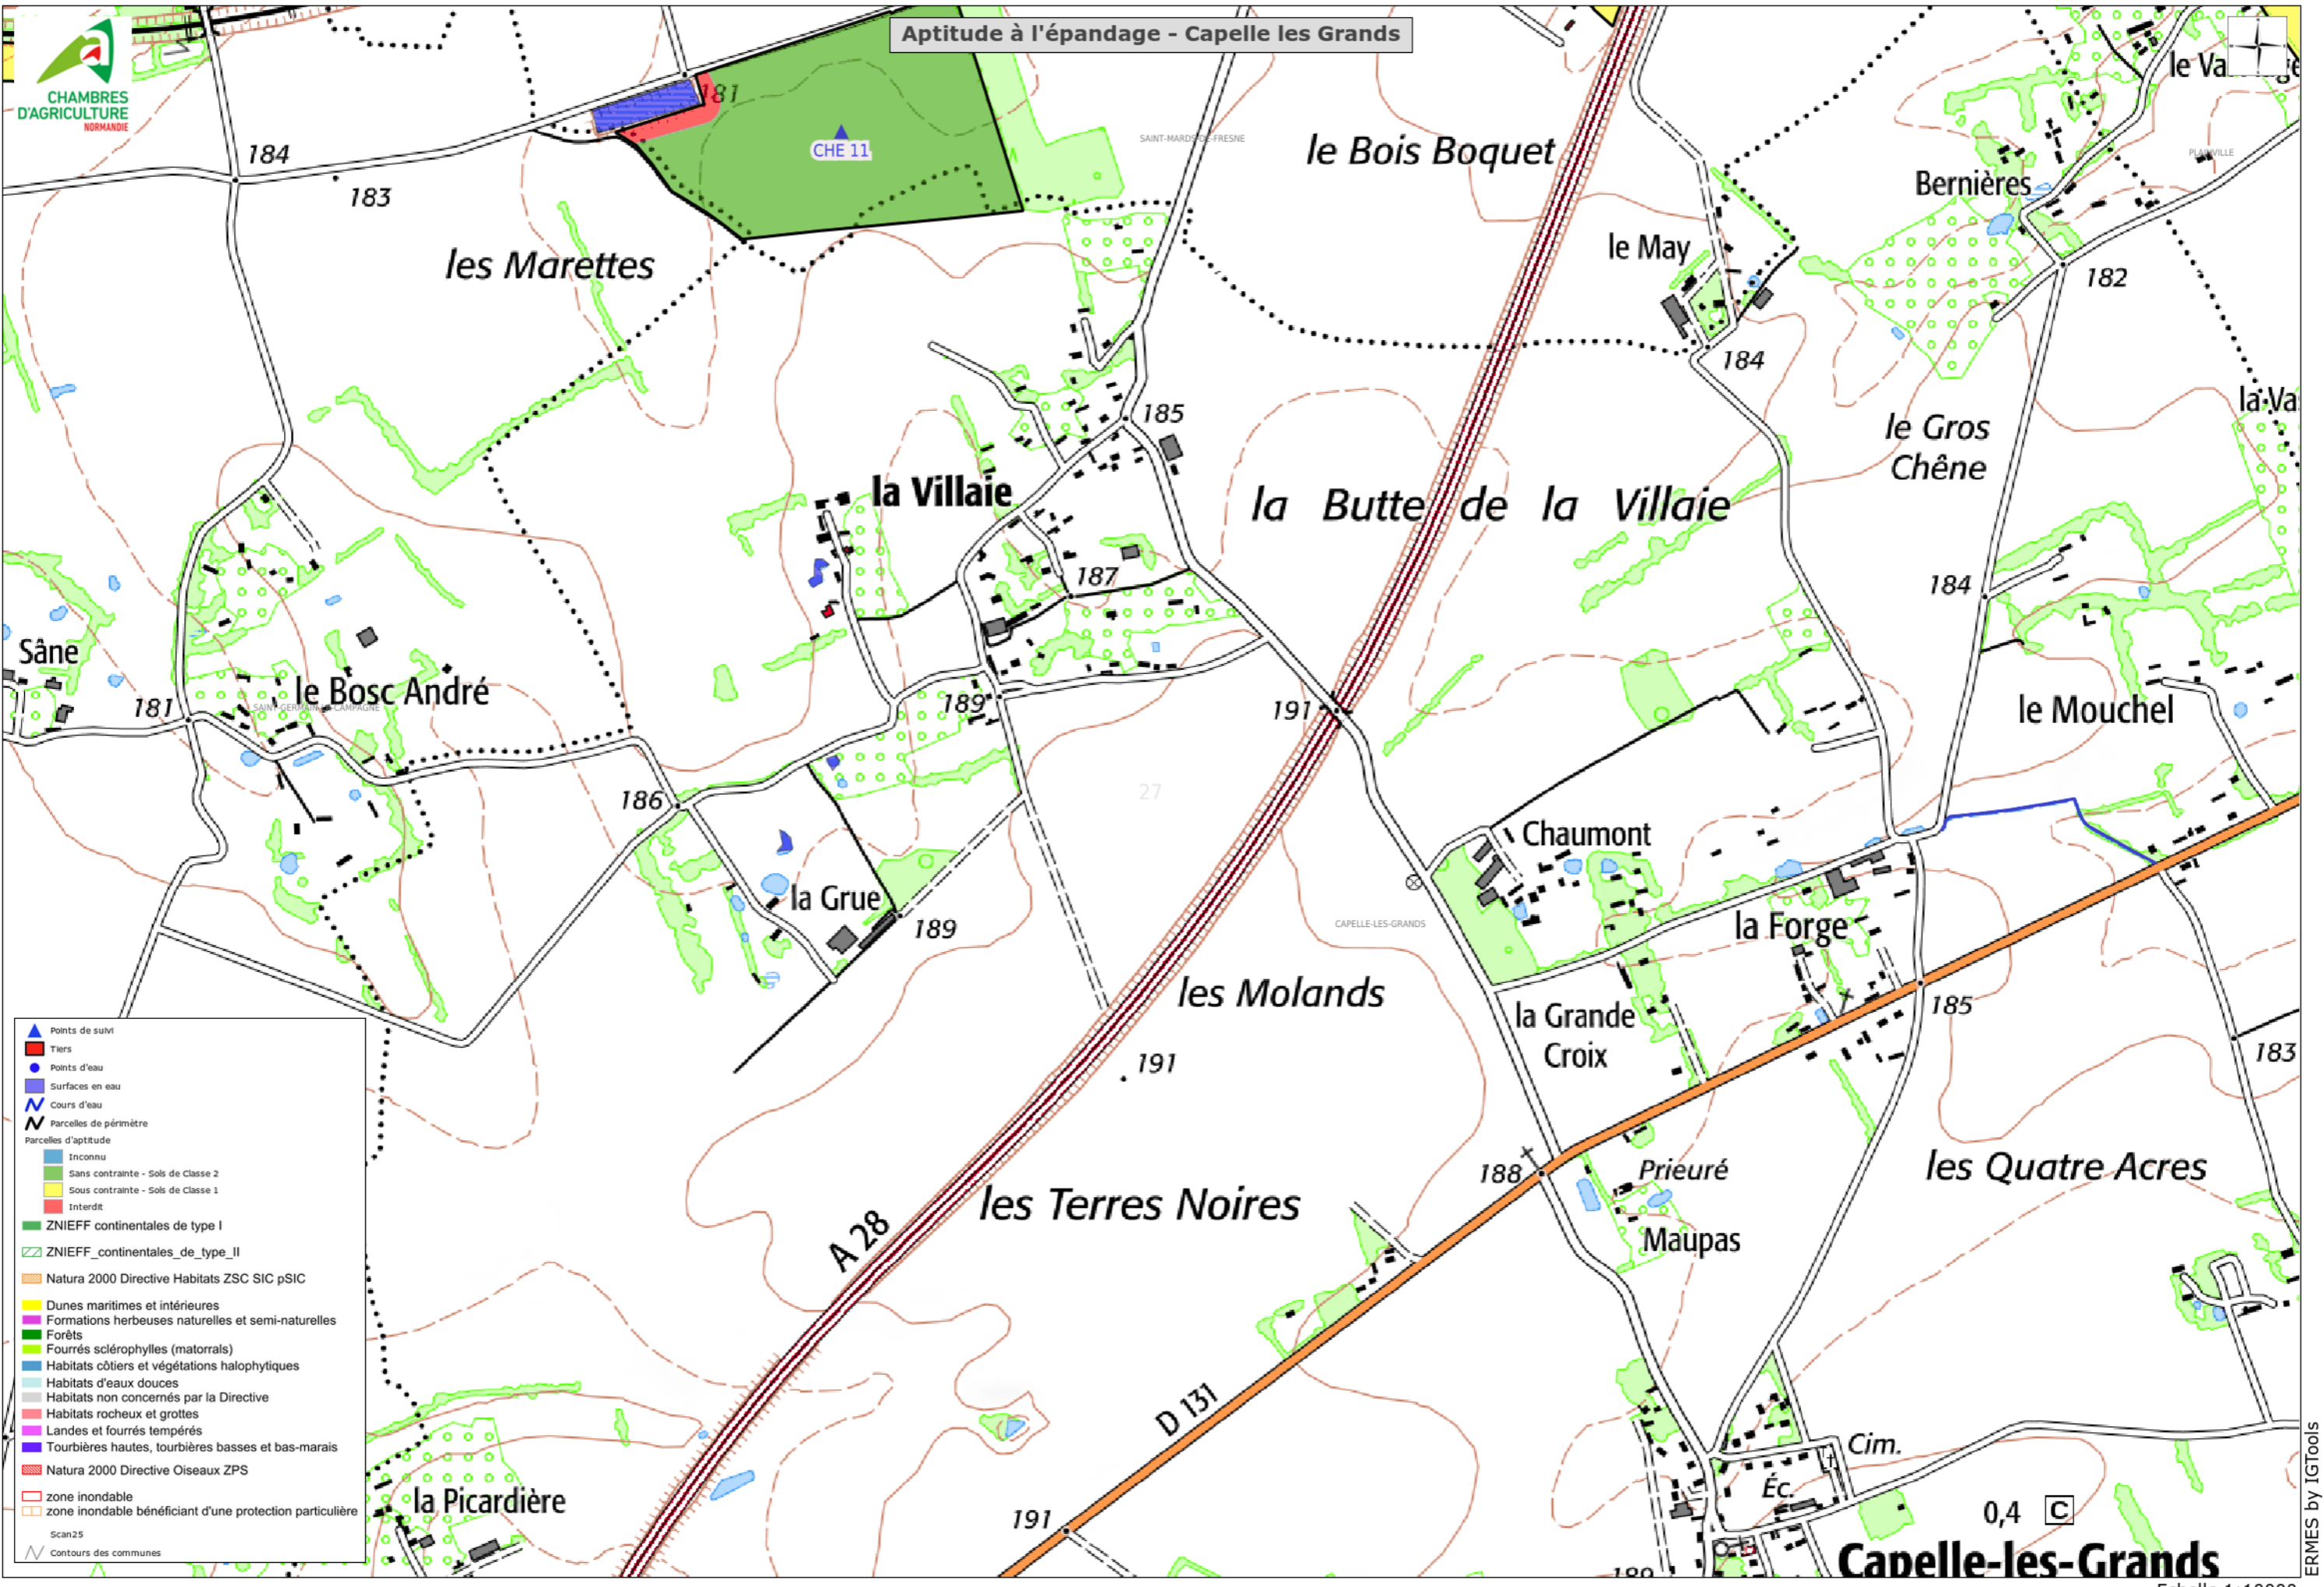 Aptitude à l'épandage - Capelle les Grands
CHAMBRES
D'AGRICULTURE
NORMANDIE
181
CHE 11
184
183
SAINT-MARDS-DE-FRESNE
le Bois Boquet
Bernières
182
les Marettes
le May
184
185
le Gros
Chêne
la Villaie
la Butte de la Villaie
187
184
Sâne
le Bosc André
SAINT-GERMAIN-LA-CAMPAGNE
181
189
191
le Mouchel
186
27
Chaumont
la Grue
189
CAPELLE-LES-GRANDS
la Forge
les Molands
la Grande
Croix
185
191
183
188
Prieuré
les Quatre Acres
les Terres Noires
Maupas
A 28
D 131
la Picardière
191
Cim.
Éc.
0,4 C
Capelle-les-Grands
Points de suivi
Tiers
Points d'eau
Surfaces en eau
Cours d'eau
Parcelles de périmètre
Parcelles d'aptitude
Inconnu
Sans contrainte - Sols de Classe 2
Sous contrainte - Sols de Classe 1
Interdit
ZNIEFF continentales de type I
ZNIEFF_continentales_de_type_II
Natura 2000 Directive Habitats ZSC SIC pSIC
Dunes maritimes et intérieures
Formations herbeuses naturelles et semi-naturelles
Forêts
Fourrés sclérophylles (matorrals)
Habitats côtiers et végétations halophytiques
Habitats d'eaux douces
Habitats non concernés par la Directive
Habitats rocheux et grottes
Landes et fourrés tempérés
Tourbières hautes, tourbières basses et bas-marais
Natura 2000 Directive Oiseaux ZPS
zone inondable
zone inondable bénéficiant d'une protection particulière
Scan25
Contours des communes
ERMES by IGTools